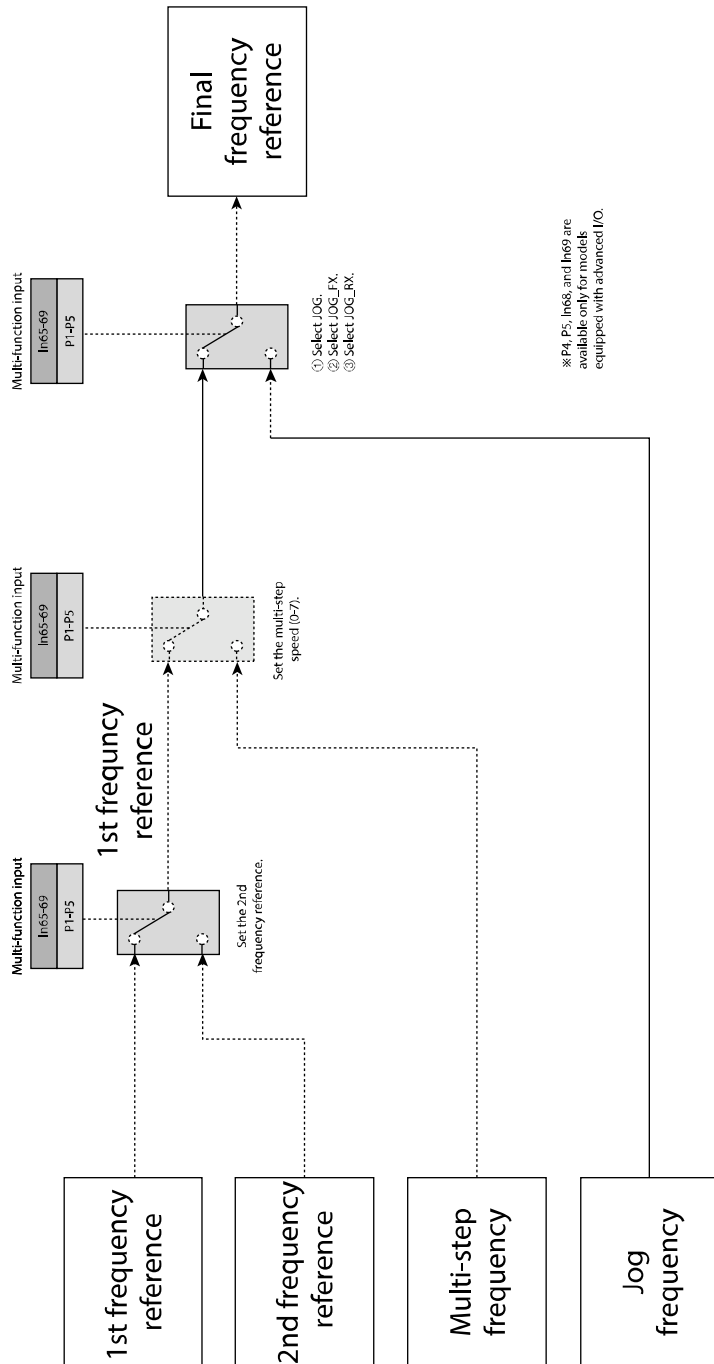 1st frequency
reference
2nd frequency
reference
Multi-step
frequency
Jog
frequency
Multi-function input
In65-69
P1-P5
Set the 2nd
frequency reference.
1st frequncy
reference
Multi-function input
In65-69
P1-P5
Set the multi-step
speed (0-7).
Multi-function input
In65-69
P1-P5
① Select JOG.
② Select JOG_FX.
③ Select JOG_RX.
Final
frequency
reference
※P4, P5, In68, and In69 are
available only for models
equipped with advanced I/O.